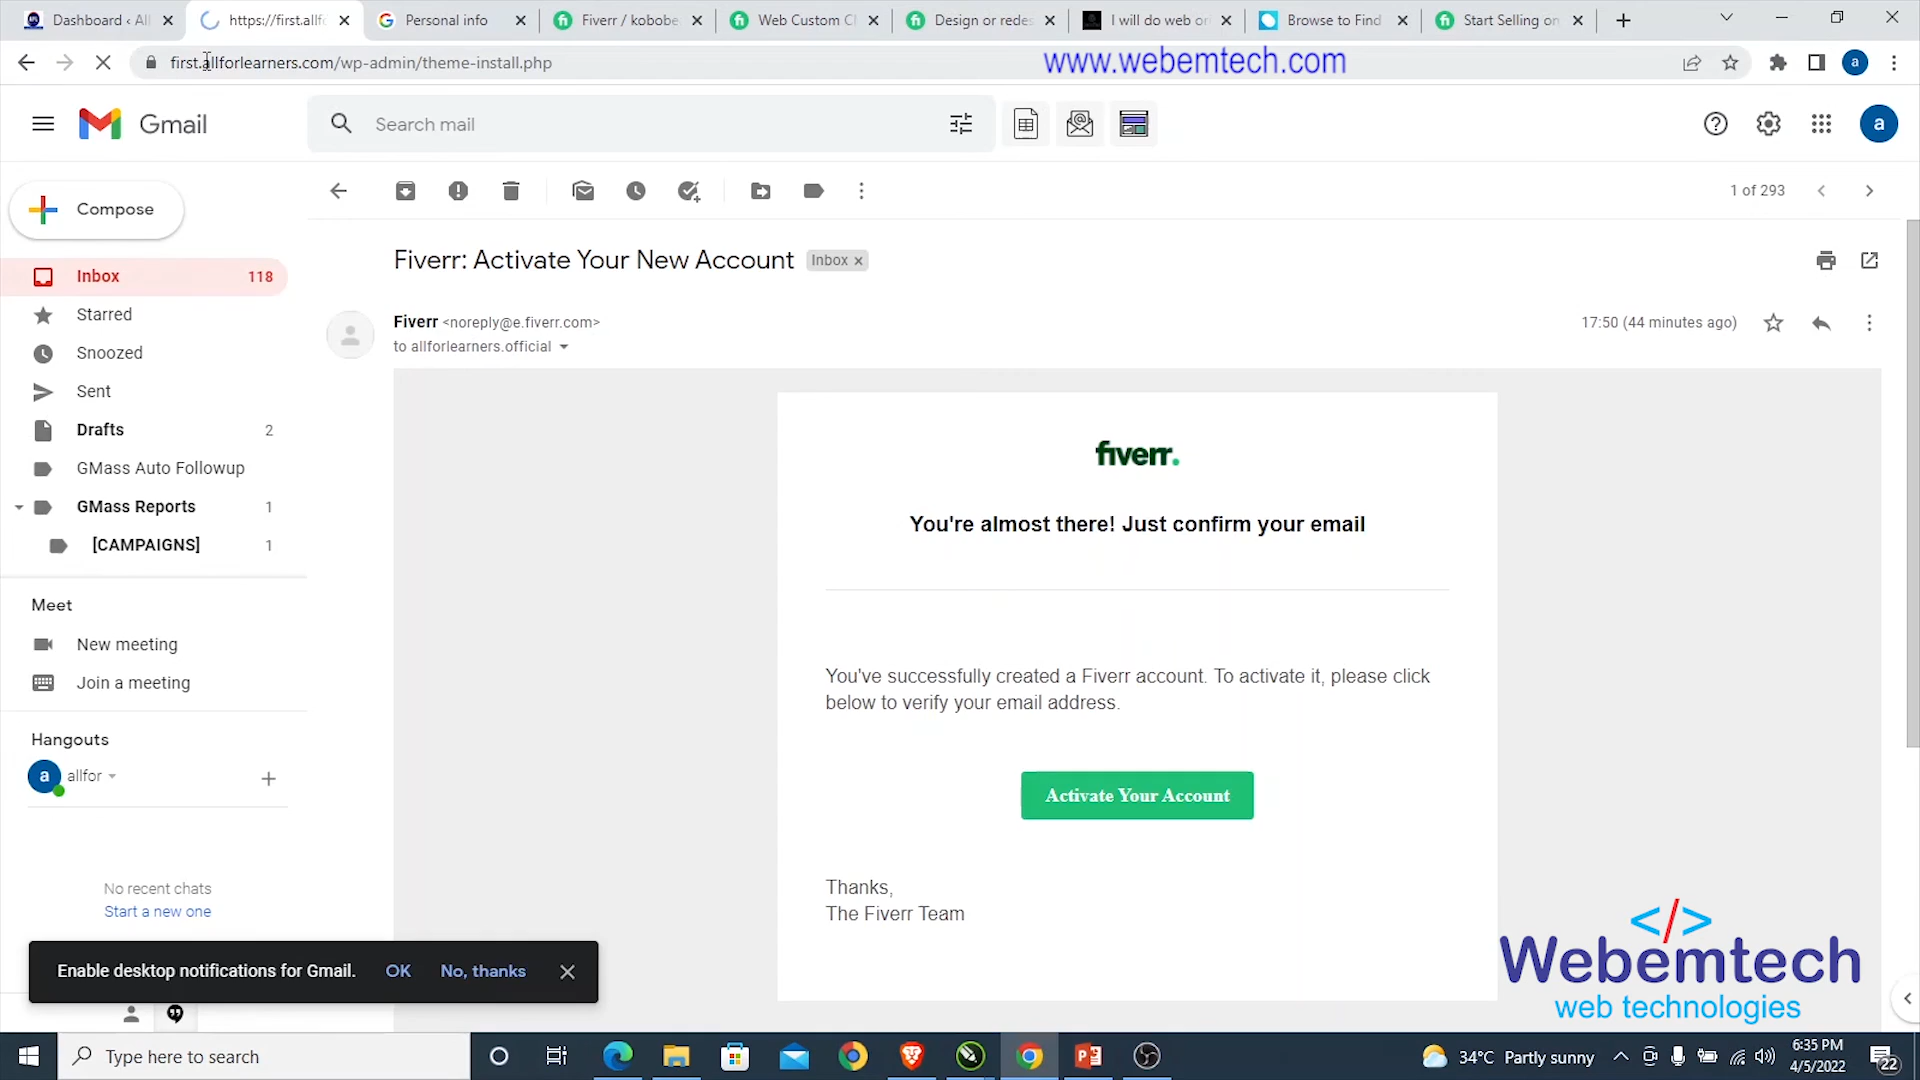 Dashboard ‹ All
https://first.allf
Personal info
Fiverr / kobobe
Web Custom C
Design or redes
I will do web or
Browse to Find
Start Selling on
first.allforlearners.com/wp-admin/theme-install.php
www.webemtech.com
a
Gmail
Search mail
a
Compose
1 of 293
Inbox 118
Starred
Snoozed
Sent
Drafts 2
GMass Auto Followup
GMass Reports 1
[CAMPAIGNS] 1
Meet
New meeting
Join a meeting
Hangouts
a allfor
No recent chats
Start a new one
Fiverr: Activate Your New Account Inbox
Fiverr <noreply@e.fiverr.com> 17:50 (44 minutes ago)
to allforlearners.official
fiverr.
You're almost there! Just confirm your email
You've successfully created a Fiverr account. To activate it, please click
below to verify your email address.
Activate Your Account
Thanks,
The Fiverr Team
Enable desktop notifications for Gmail. OK No, thanks
</>
Webemtech
web technologies
Type here to search
34°C Partly sunny
6:35 PM
4/5/2022
22